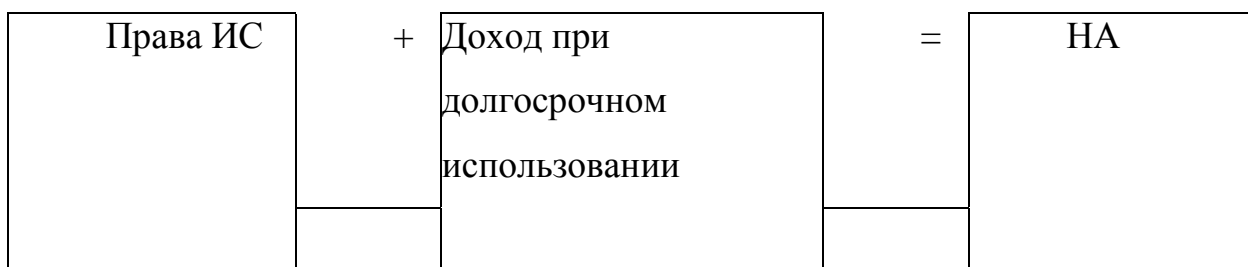 Права ИС + Доход при = НА
долгосрочном
использовании